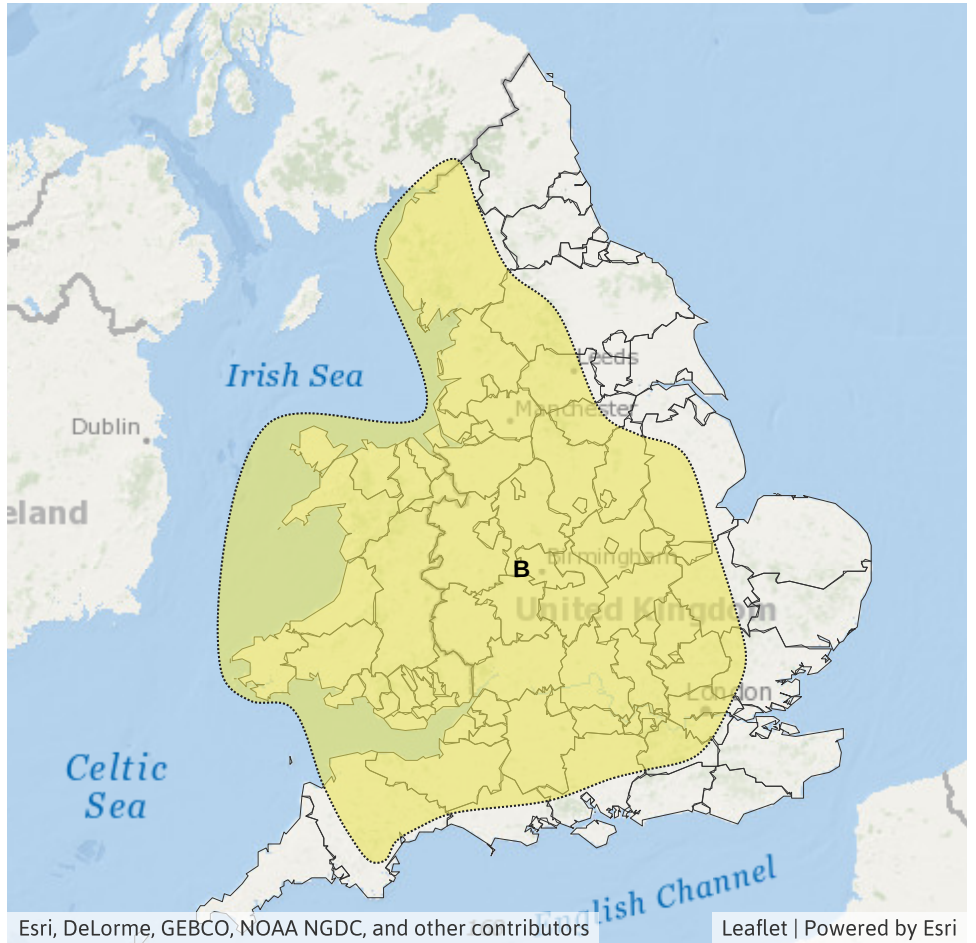 Leeds
Irish Sea
Manchester
Dublin
eland
Birmingham
B
United Kingdom
London
Celtic
Sea
English Channel
Esri, DeLorme, GEBCO, NOAA NGDC, and other contributors
Leaflet | Powered by Esri